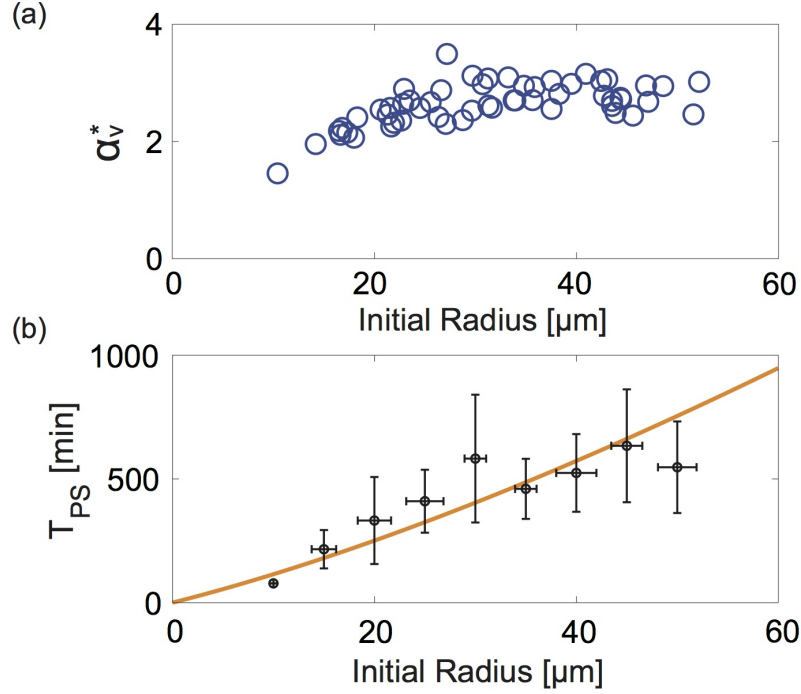 (a)
4
2
0
α*v
0 20 40 60
Initial Radius [µm]
(b)
1000
500
0
TPS [min]
0 20 40 60
Initial Radius [µm]